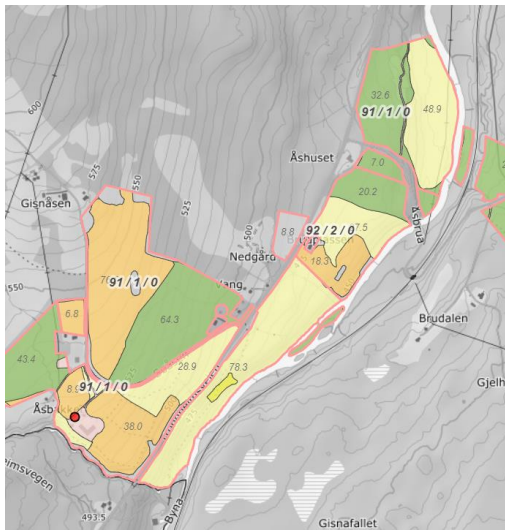 32.6
91 / 1 / 0
48.9
600
Åshuset
7.0
575
550
20.2
Gisnåsen
Åsbrua
525
500
8.8
92 / 2 / 0
Nedgård
18.3
91 / 1 / 0
550
64.3
6.8
Brudalen
43.4
28.9
78.3
91 / 1 / 0
Gjelh
38.0
Byna
493.5
Gisnafallet